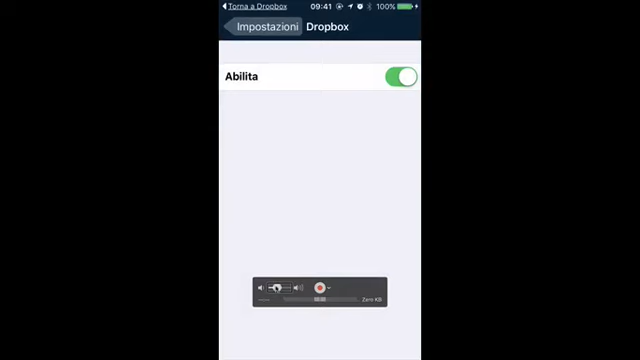 Torna a Dropbox 09:41 100%
Impostazioni Dropbox
Abilita
Zero KB